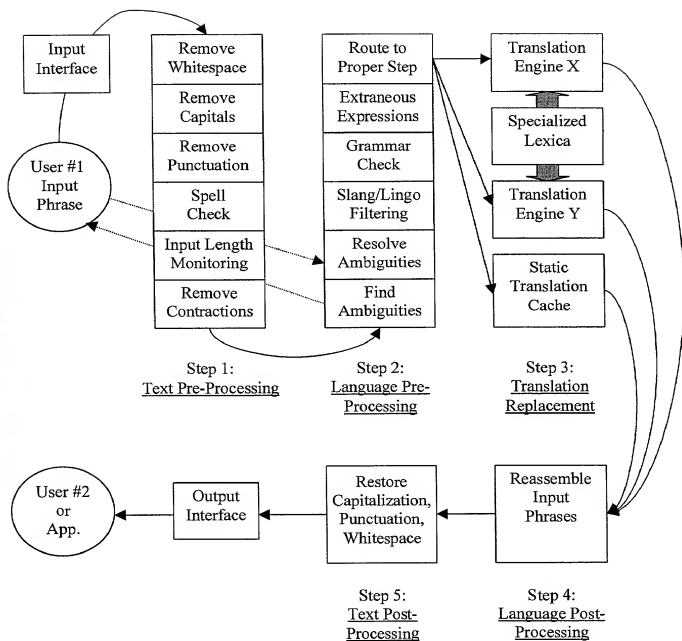 Input
Interface
User #1
Input
Phrase
Remove
Whitespace
Remove
Capitals
Remove
Punctuation
Spell
Check
Input Length
Monitoring
Remove
Contractions
Step 1:
Text Pre-Processing
Route to
Proper Step
Extraneous
Expressions
Grammar
Check
Slang/Lingo
Filtering
Resolve
Ambiguities
Find
Ambiguities
Step 2:
Language Pre-
Processing
Translation
Engine X
Specialized
Lexica
Translation
Engine Y
Static
Translation
Cache
Step 3:
Translation
Replacement
User #2
or
App.
Output
Interface
Restore
Capitalization,
Punctuation,
Whitespace
Step 5:
Text Post-
Processing
Reassemble
Input
Phrases
Step 4:
Language Post-
Processing